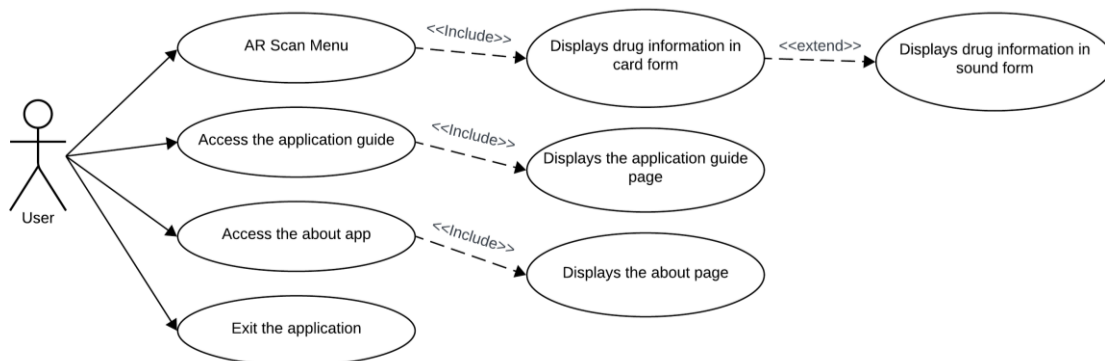 AR Scan Menu
<<Include>>
Displays drug information in
card form
<<extend>>
Displays drug information in
sound form
Access the application guide
<<Include>>
Displays the application guide
page
User
Access the about app
<<Include>>
Displays the about page
Exit the application